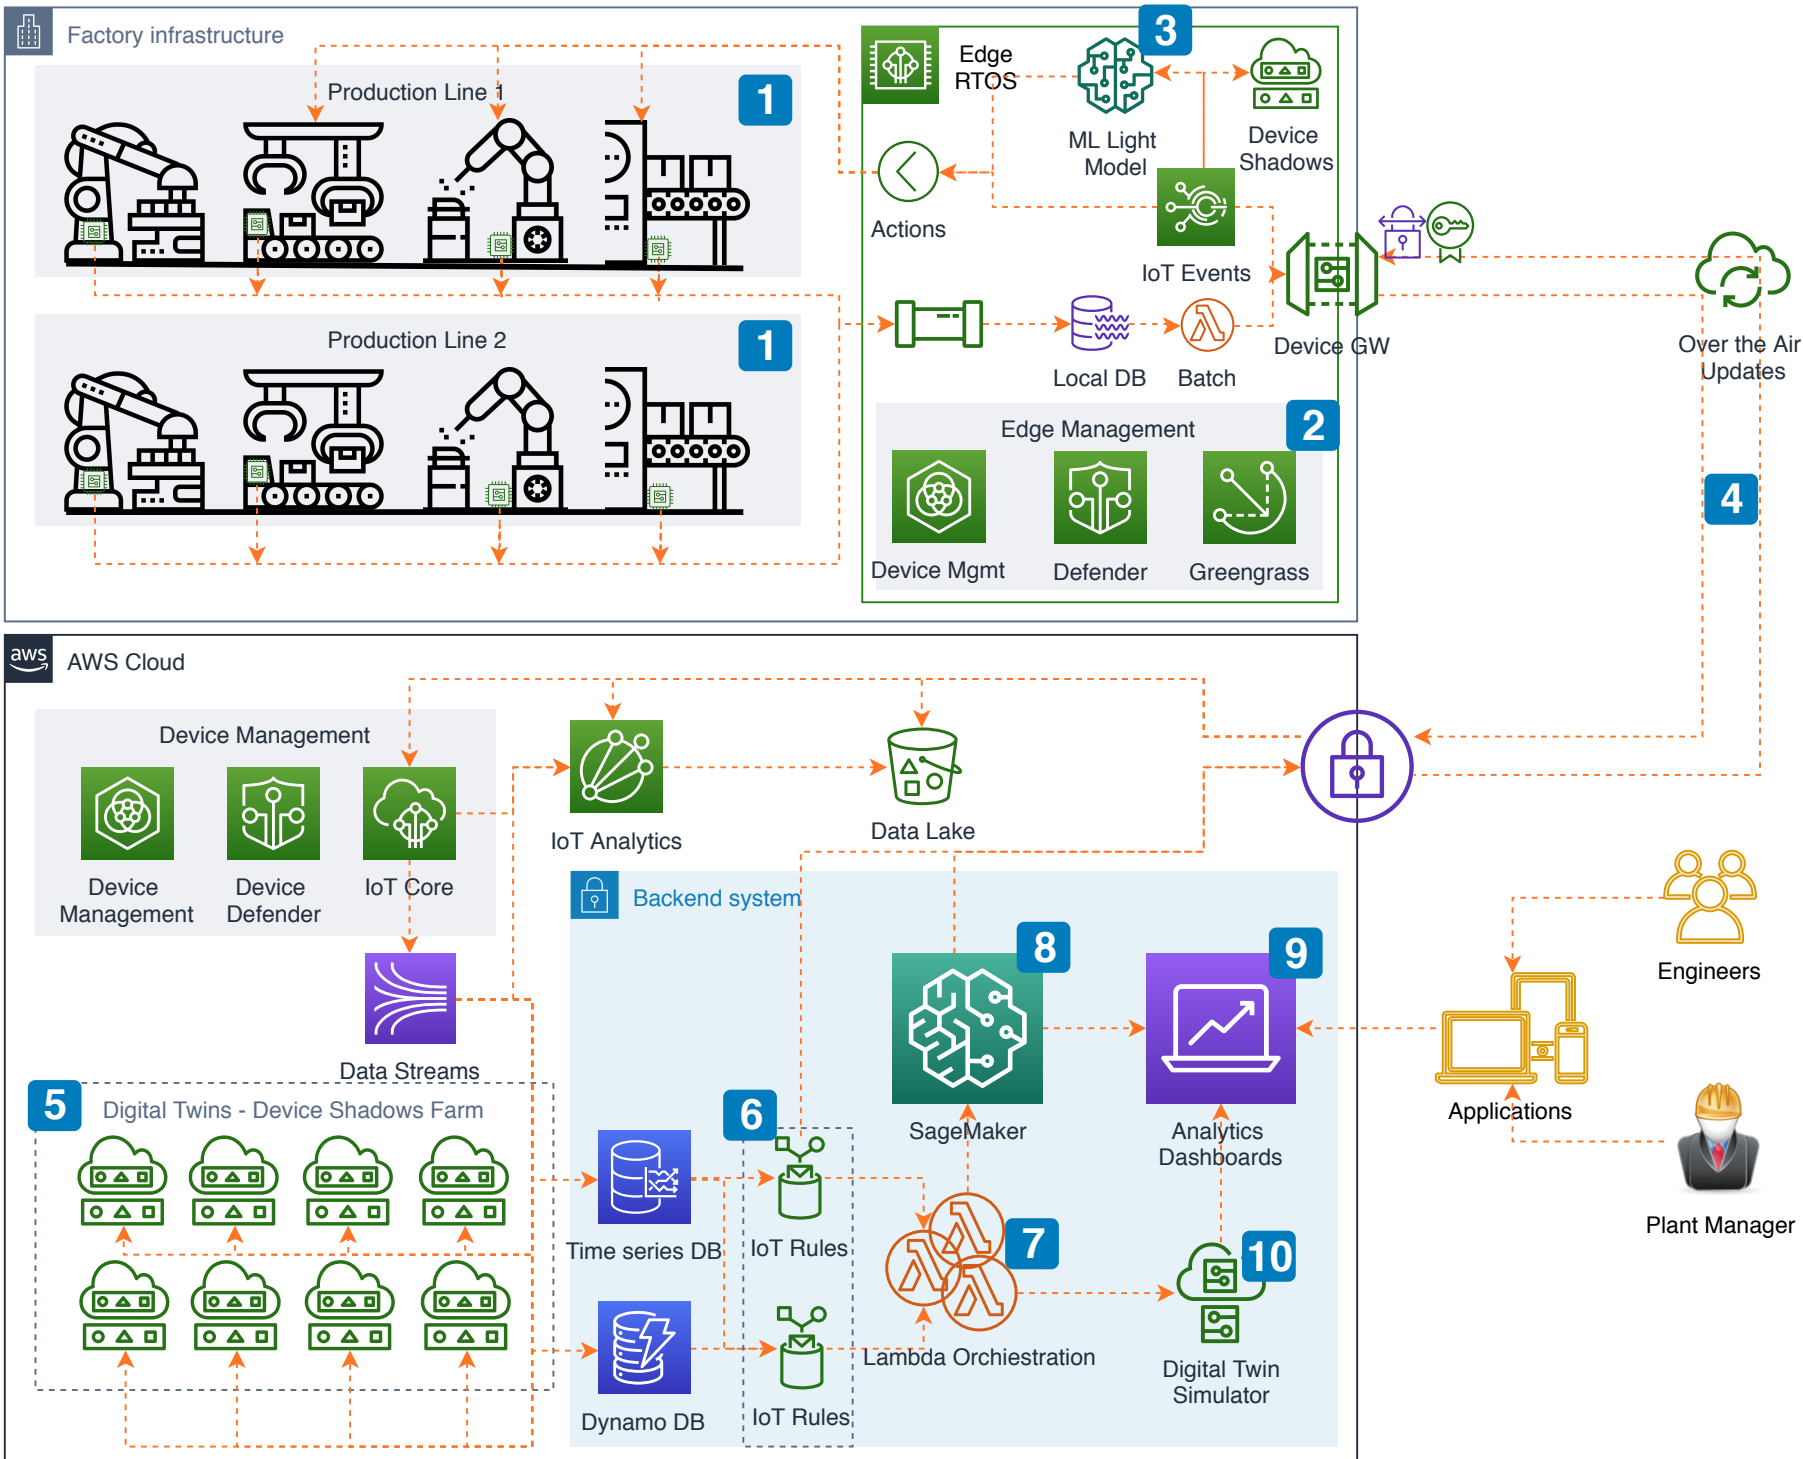 Factory infrastructure
Production Line 1
1
Edge
RTOS
3
ML Light
Model
Device
Shadows
Actions
IoT Events
Production Line 2
1
Local DB
Batch
Device GW
Over the Air
Updates
Edge Management
2
Device Mgmt
Defender
Greengrass
4
aws
AWS Cloud
Device Management
Device
Management
Device
Defender
IoT Core
IoT Analytics
Data Lake
Backend system
Data Streams
8
9
SageMaker
Analytics
Dashboards
Engineers
Applications
Plant Manager
5
Digital Twins - Device Shadows Farm
6
Time series DB
IoT Rules
7
10
Lambda Orchiestration
Digital Twin
Simulator
Dynamo DB
IoT Rules